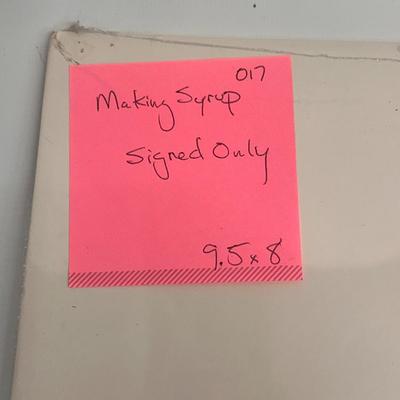 017
Making Syrup
Signed Only
9.5 x 8